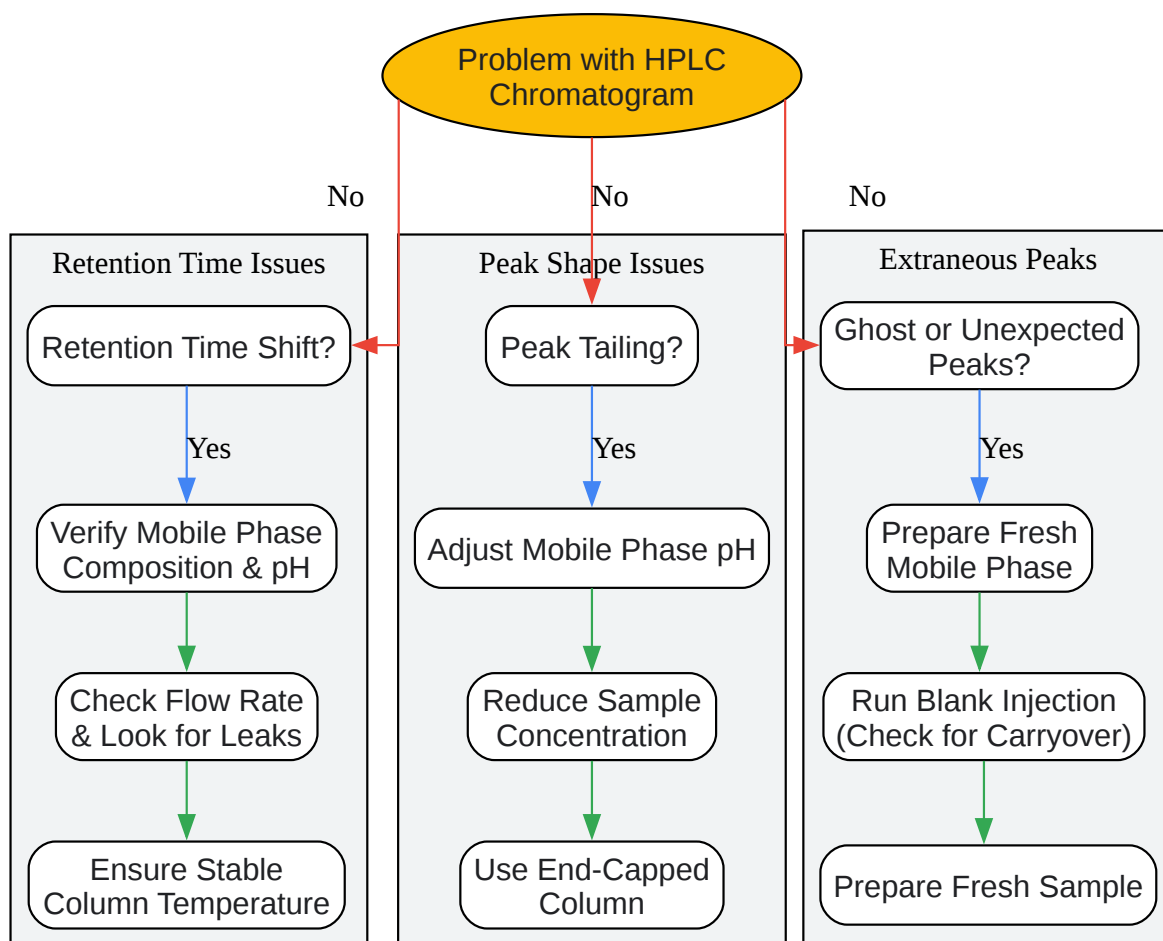 Problem with HPLC
Chromatogram
No
No
No
Retention Time Issues
Retention Time Shift?
Yes
Verify Mobile Phase
Composition & pH
Check Flow Rate
& Look for Leaks
Ensure Stable
Column Temperature
Peak Shape Issues
Peak Tailing?
Yes
Adjust Mobile Phase pH
Reduce Sample
Concentration
Use End-Capped
Column
Extraneous Peaks
Ghost or Unexpected
Peaks?
Yes
Prepare Fresh
Mobile Phase
Run Blank Injection
(Check for Carryover)
Prepare Fresh Sample